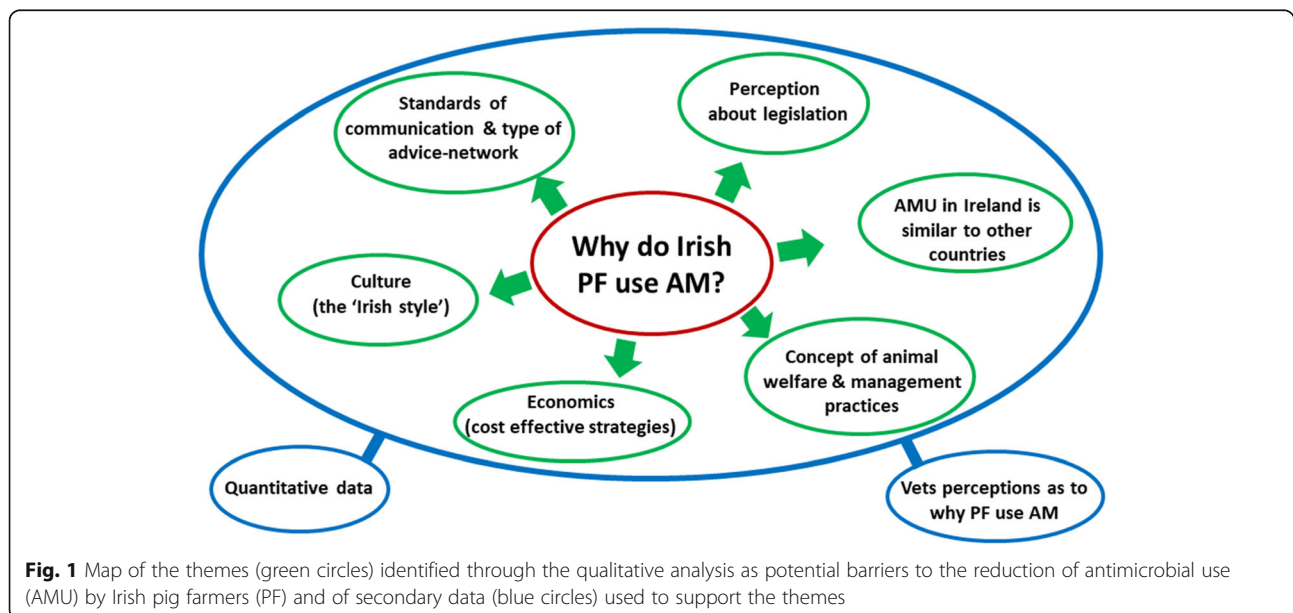 Standards of
communication & type of
advice-network
Perception
about legislation
AMU in Ireland is
similar to other
countries
Why do Irish
PF use AM?
Culture
(the 'Irish style')
Concept of animal
welfare & management
practices
Economics
(cost effective strategies)
Quantitative data
Vets perceptions as to
why PF use AM
Fig. 1 Map of the themes (green circles) identified through the qualitative analysis as potential barriers to the reduction of antimicrobial use
(AMU) by Irish pig farmers (PF) and of secondary data (blue circles) used to support the themes